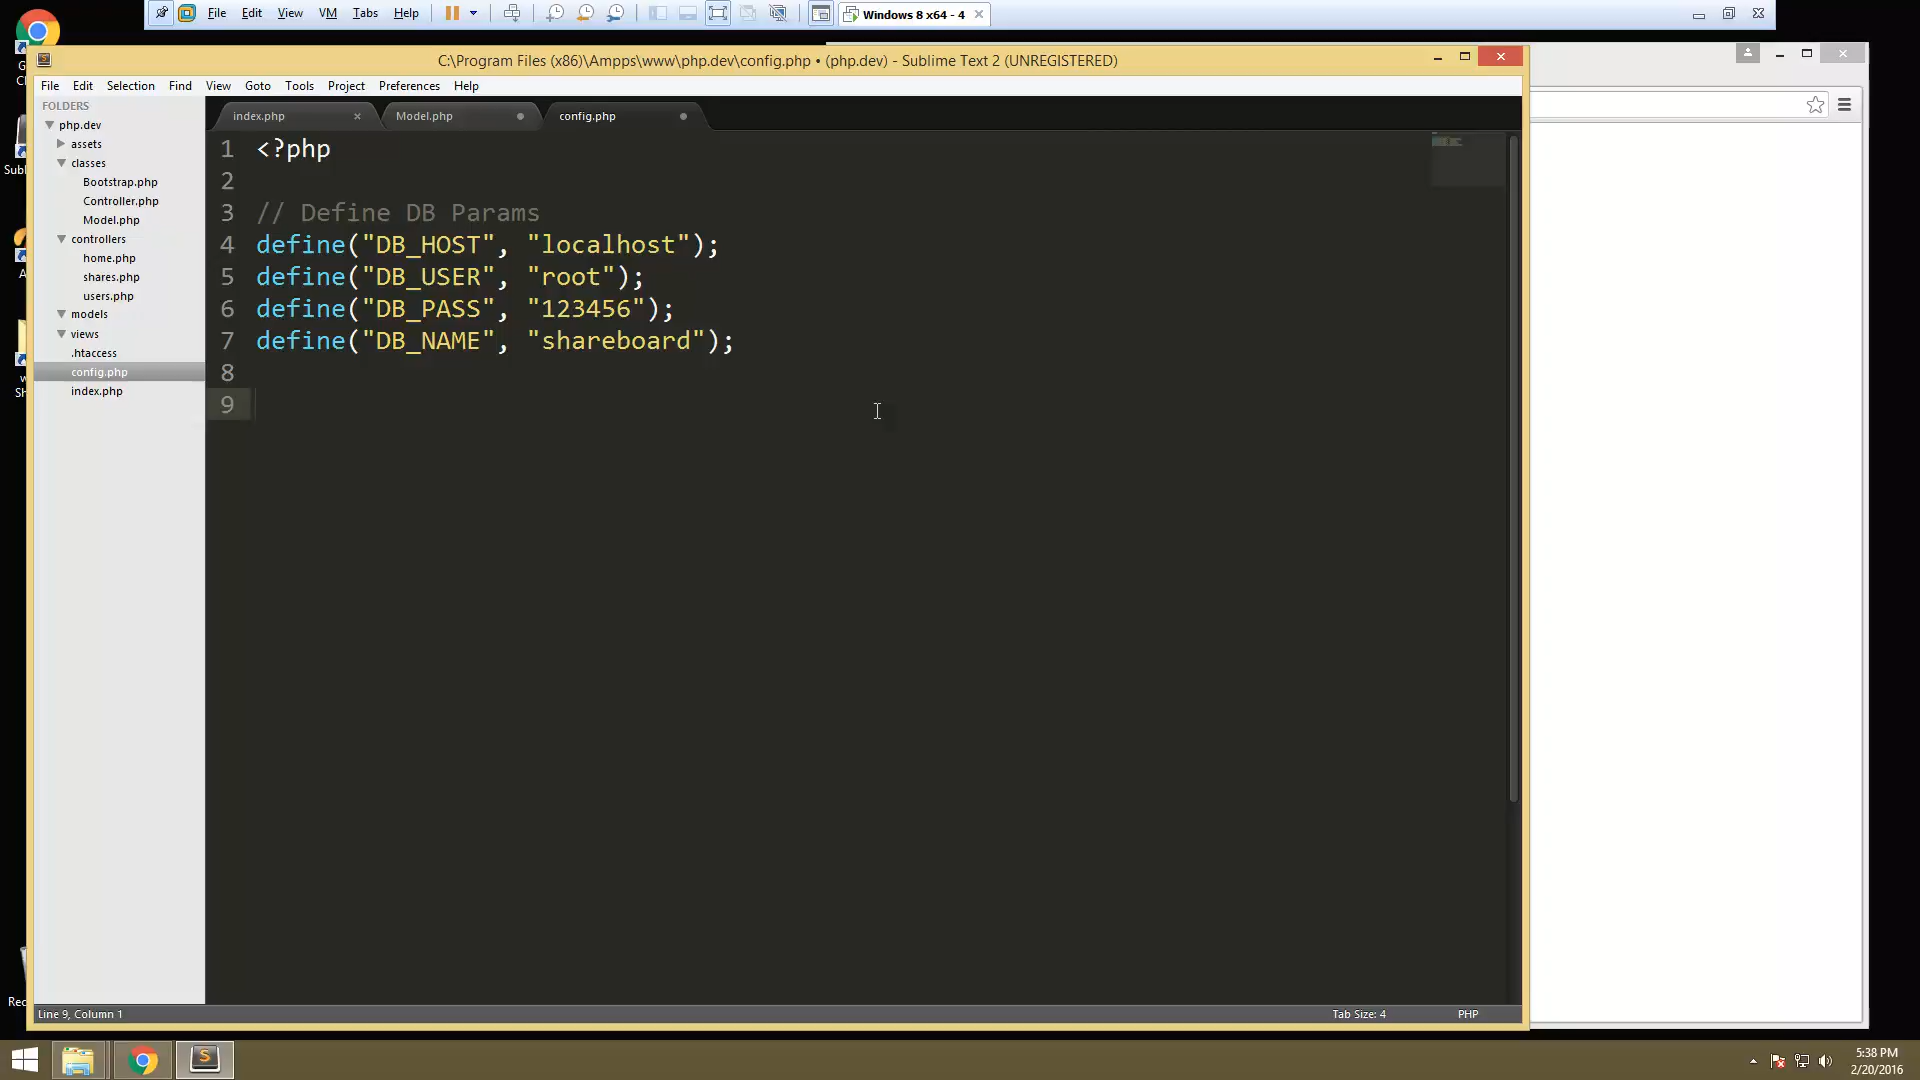 File Edit View VM Tabs Help
Windows 8 x64 - 4
C:\Program Files (x86)\Ampps\www\php.dev\config.php • (php.dev) - Sublime Text 2 (UNREGISTERED)
File Edit Selection Find View Goto Tools Project Preferences Help
FOLDERS
php.dev
assets
classes
Bootstrap.php
Controller.php
Model.php
controllers
home.php
shares.php
users.php
models
views
.htaccess
config.php
index.php
index.php Model.php config.php
1 <?php
2
3 // Define DB Params
4 define("DB_HOST", "localhost");
5 define("DB_USER", "root");
6 define("DB_PASS", "123456");
7 define("DB_NAME", "shareboard");
8
9
Line 9, Column 1
Tab Size: 4
PHP
5:38 PM
2/20/2016